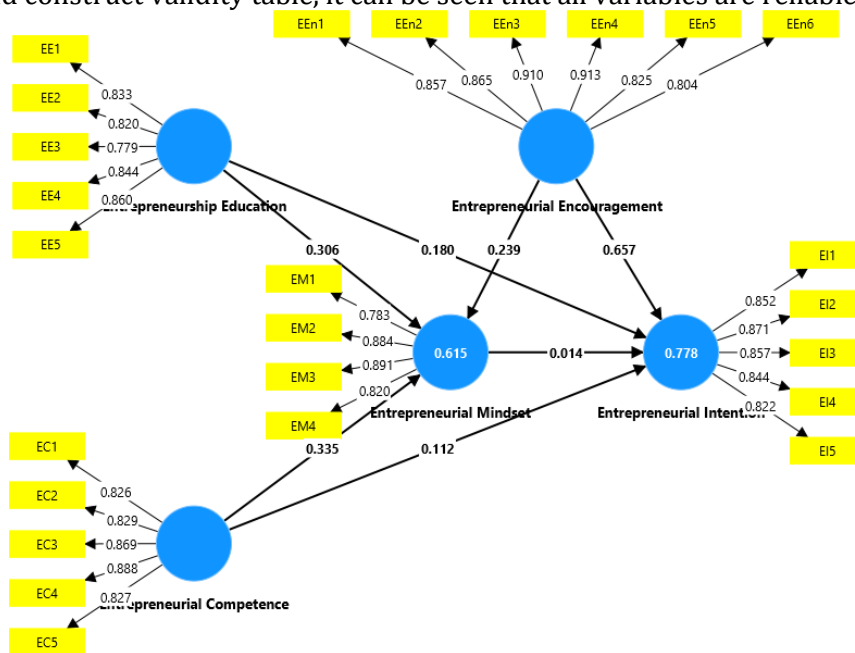 d construct validity table, it can be seen that all variables are reliable
EEn1 EEn2 EEn3 EEn4 EEn5 EEn6
0.857 0.865 0.910 0.913 0.825 0.804
EE1
EE2
EE3
EE4
EE5
0.833
0.820
0.779
0.844
0.860
Entrepreneurship Education
Entrepreneurial Encouragement
0.306 0.180 0.239 0.657
EM1
EM2
EM3
EM4
0.783
0.884
0.891
0.820
0.615
Entrepreneurial Mindset
0.014
0.778
Entrepreneurial Intention
EI1
EI2
EI3
EI4
EI5
0.852
0.871
0.857
0.844
0.822
0.335 0.112
EC1
EC2
EC3
EC4
EC5
0.826
0.829
0.869
0.888
0.827
Entrepreneurial Competence